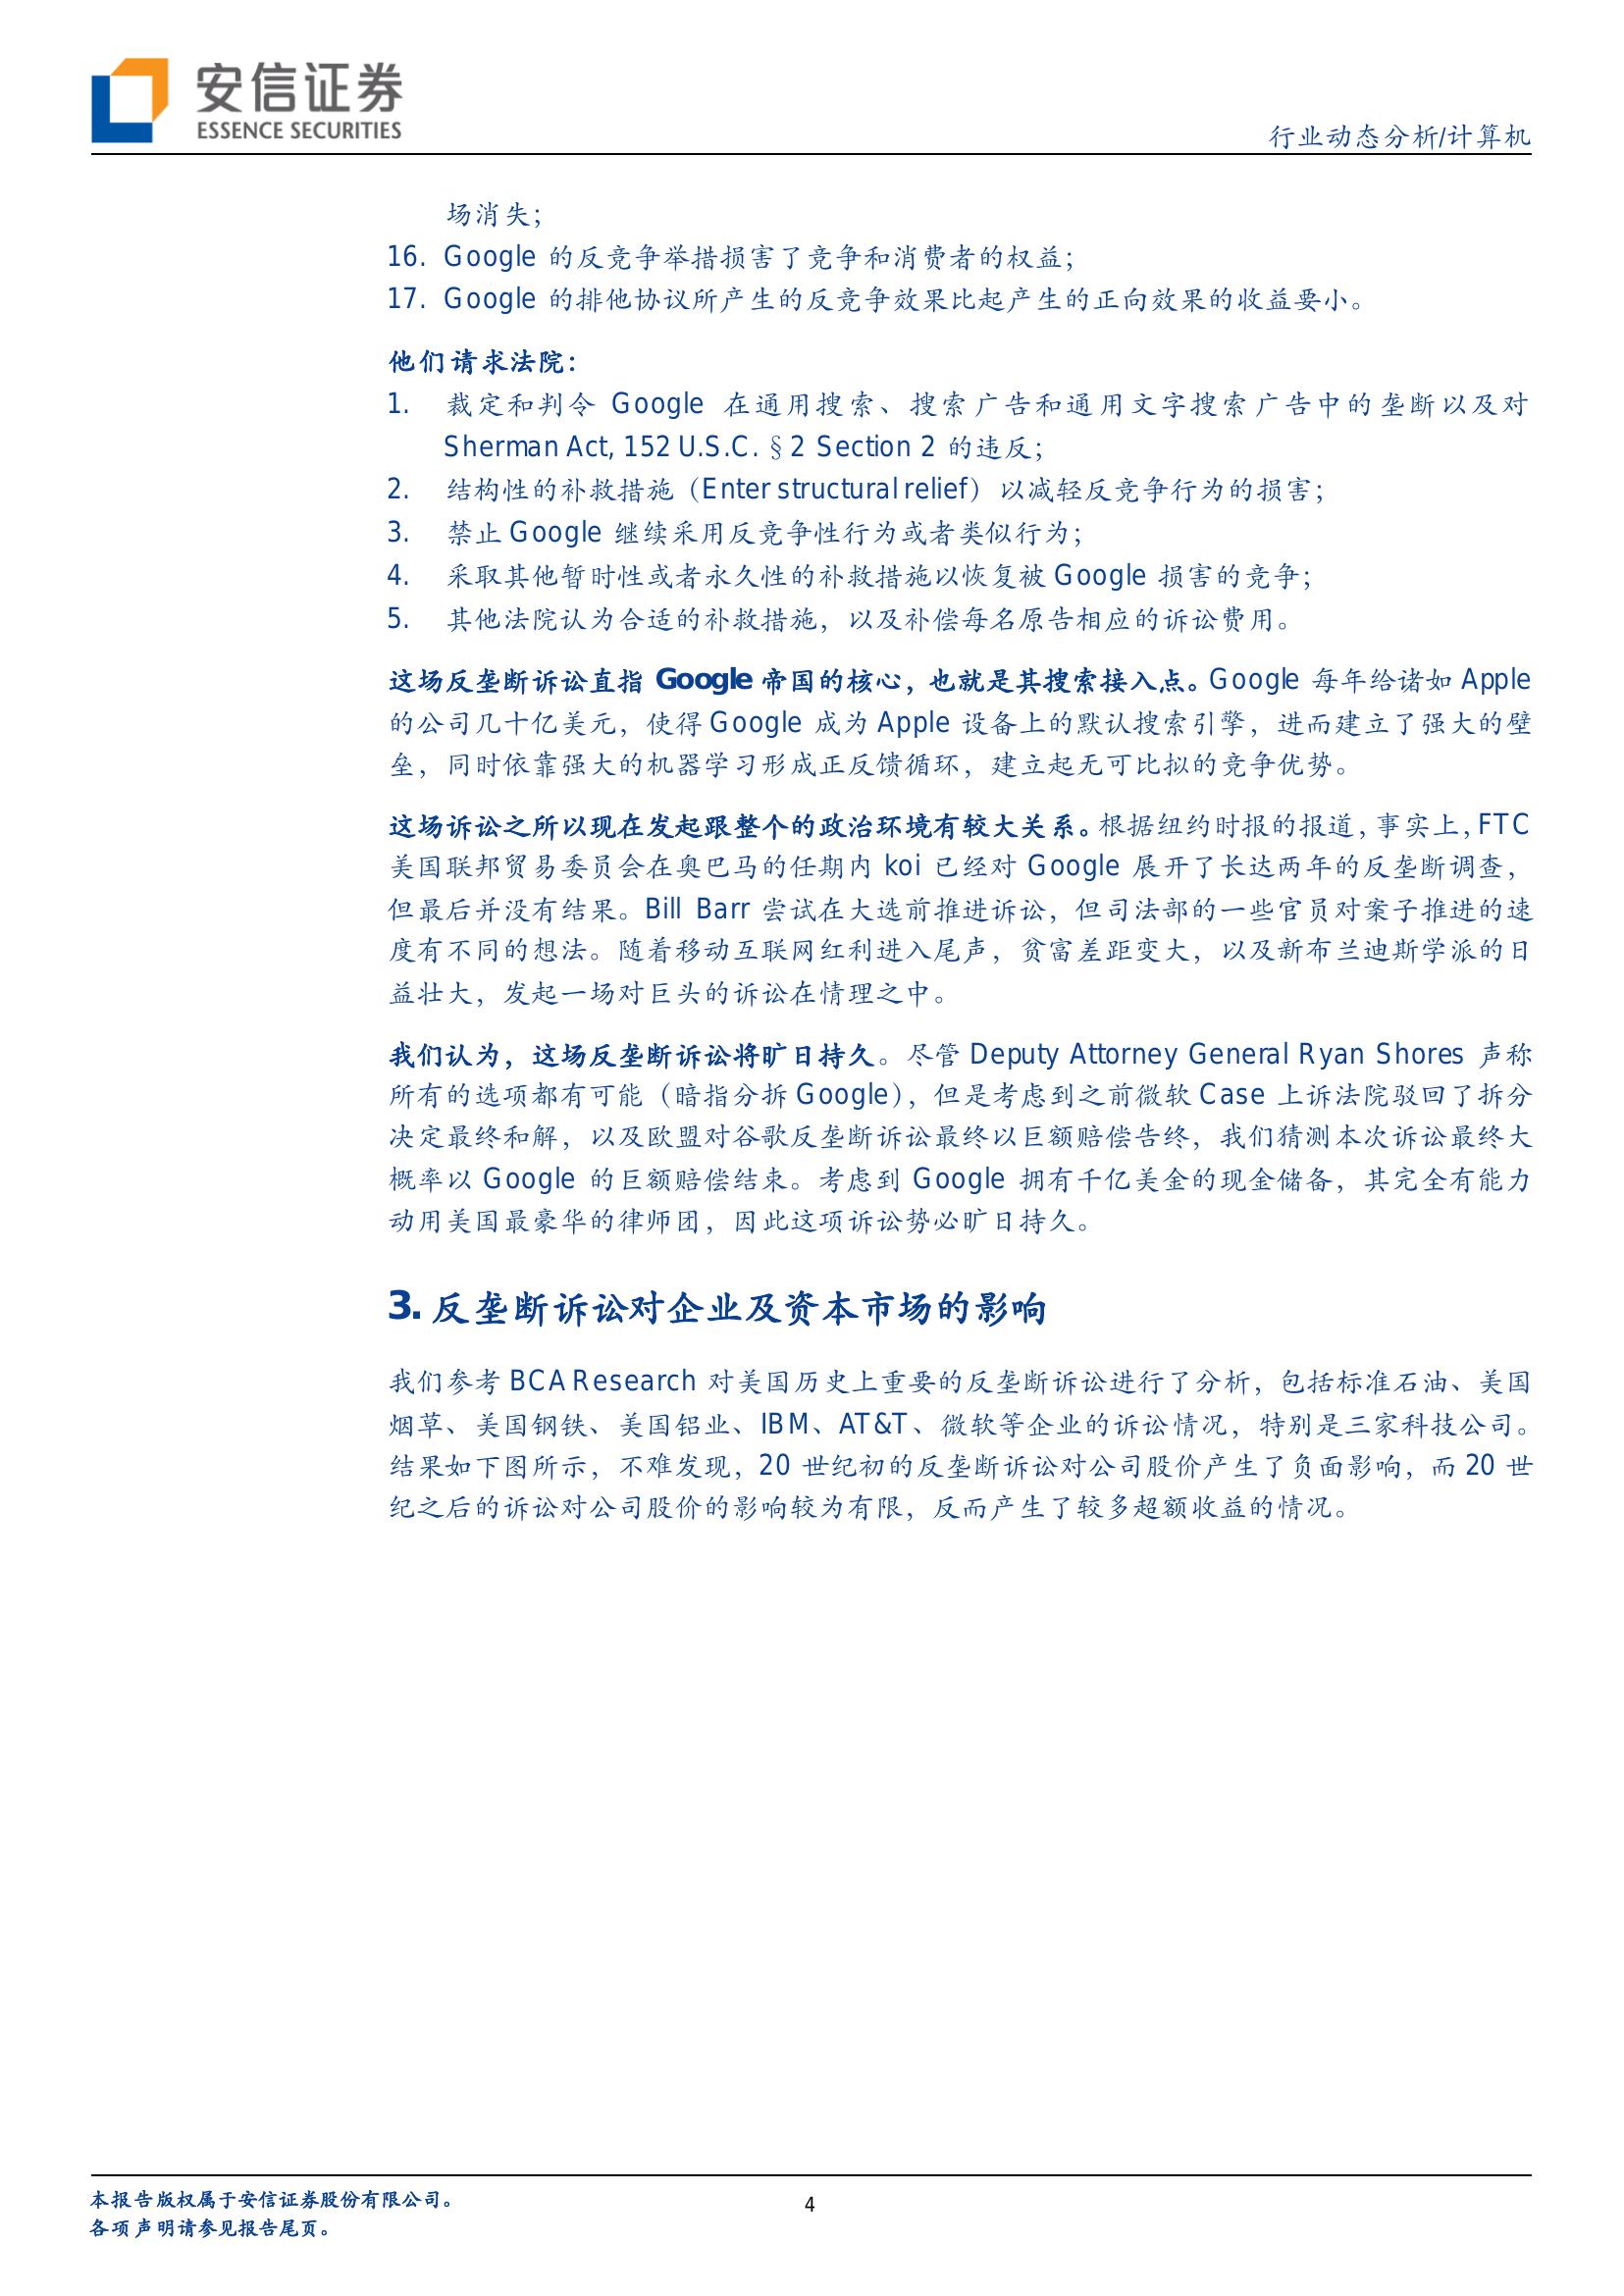 安信证券
ESSENCE SECURITIES
行业动态分析/计算机
场消失；
16. Google 的反竞争举措损害了竞争和消费者的权益；
17. Google 的排他协议所产生的反竞争效果比起产生的正向效果的收益要小。
他们请求法院：
1. 裁定和判令 Google 在通用搜索、搜索广告和通用文字搜索广告中的垄断以及对
Sherman Act, 152 U.S.C. §2 Section 2 的违反；
2. 结构性的补救措施（Enter structural relief）以减轻反竞争行为的损害；
3. 禁止 Google 继续采用反竞争性行为或者类似行为；
4. 采取其他暂时性或者永久性的补救措施以恢复被 Google 损害的竞争；
5. 其他法院认为合适的补救措施，以及补偿每名原告相应的诉讼费用。
这场反垄断诉讼直指 Google 帝国的核心，也就是其搜索接入点。Google 每年给诸如 Apple
的公司几十亿美元，使得 Google 成为 Apple 设备上的默认搜索引擎，进而建立了强大的壁
垒，同时依靠强大的机器学习形成正反馈循环，建立起无可比拟的竞争优势。
这场诉讼之所以现在发起跟整个的政治环境有较大关系。根据纽约时报的报道，事实上，FTC
美国联邦贸易委员会在奥巴马的任期内 koi 已经对 Google 展开了长达两年的反垄断调查，
但最后并没有结果。Bill Barr 尝试在大选前推进诉讼，但司法部的一些官员对案子推进的速
度有不同的想法。随着移动互联网红利进入尾声，贫富差距变大，以及新布兰迪斯学派的日
益壮大，发起一场对巨头的诉讼在情理之中。
我们认为，这场反垄断诉讼将旷日持久。尽管 Deputy Attorney General Ryan Shores 声称
所有的选项都有可能（暗指分拆 Google），但是考虑到之前微软 Case 上诉法院驳回了拆分
决定最终和解，以及欧盟对谷歌反垄断诉讼最终以巨额赔偿告终，我们猜测本次诉讼最终大
概率以 Google 的巨额赔偿结束。考虑到 Google 拥有千亿美金的现金储备，其完全有能力
动用美国最豪华的律师团，因此这项诉讼势必旷日持久。
3. 反垄断诉讼对企业及资本市场的影响
我们参考 BCA Research 对美国历史上重要的反垄断诉讼进行了分析，包括标准石油、美国
烟草、美国钢铁、美国铝业、IBM、AT&T、微软等企业的诉讼情况，特别是三家科技公司。
结果如下图所示，不难发现，20 世纪初的反垄断诉讼对公司股价产生了负面影响，而 20 世
纪之后的诉讼对公司股价的影响较为有限，反而产生了较多超额收益的情况。
本报告版权属于安信证券股份有限公司。
各项声明请参见报告尾页。
4